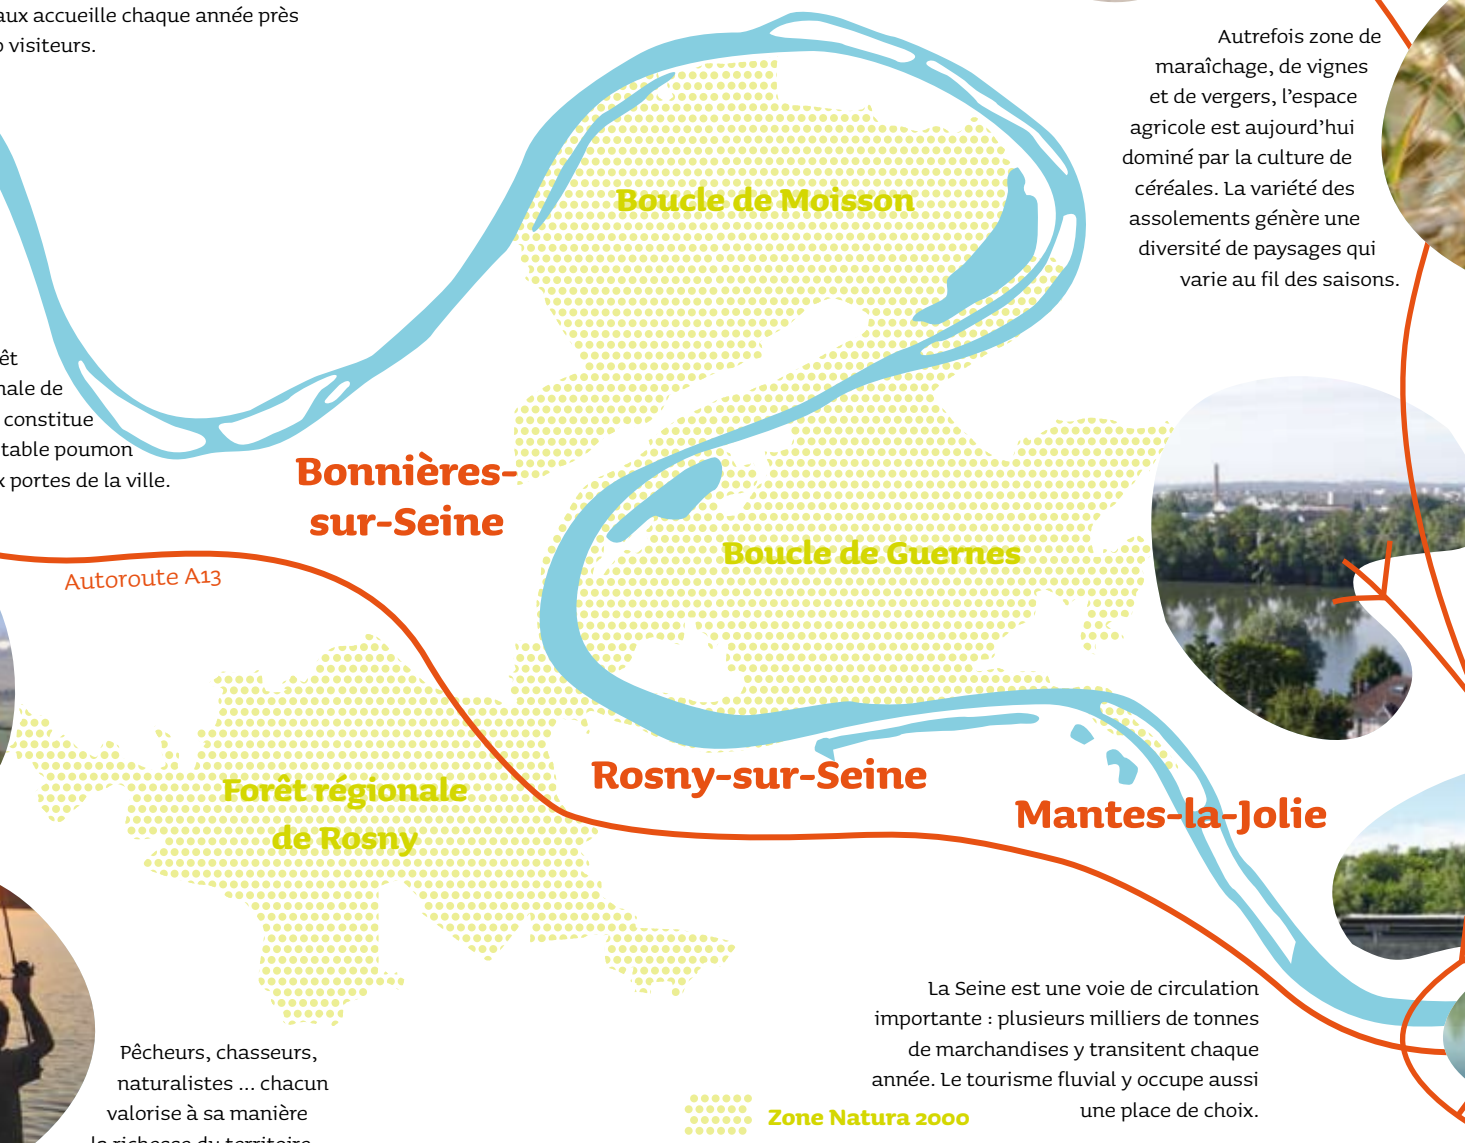 aux accueille chaque année près
visiteurs.
Autrefois zone de
maraîchage, de vignes
et de vergers, l'espace
agricole est aujourd'hui
dominé par la culture de
céréales. La variété des
assolements génère une
diversité de paysages qui
varie au fil des saisons.
Boucle de Moisson
êt
nale de
constitue
table poumon
x portes de la ville.
Bonnières-
sur-Seine
Boucle de Guernes
Autoroute A13
Rosny-sur-Seine
Mantes-la-Jolie
Forêt régionale
de Rosny
La Seine est une voie de circulation
importante : plusieurs milliers de tonnes
de marchandises y transitent chaque
année. Le tourisme fluvial y occupe aussi
une place de choix.
Pêcheurs, chasseurs,
naturalistes ... chacun
valorise à sa manière
la richesse du territoire
Zone Natura 2000